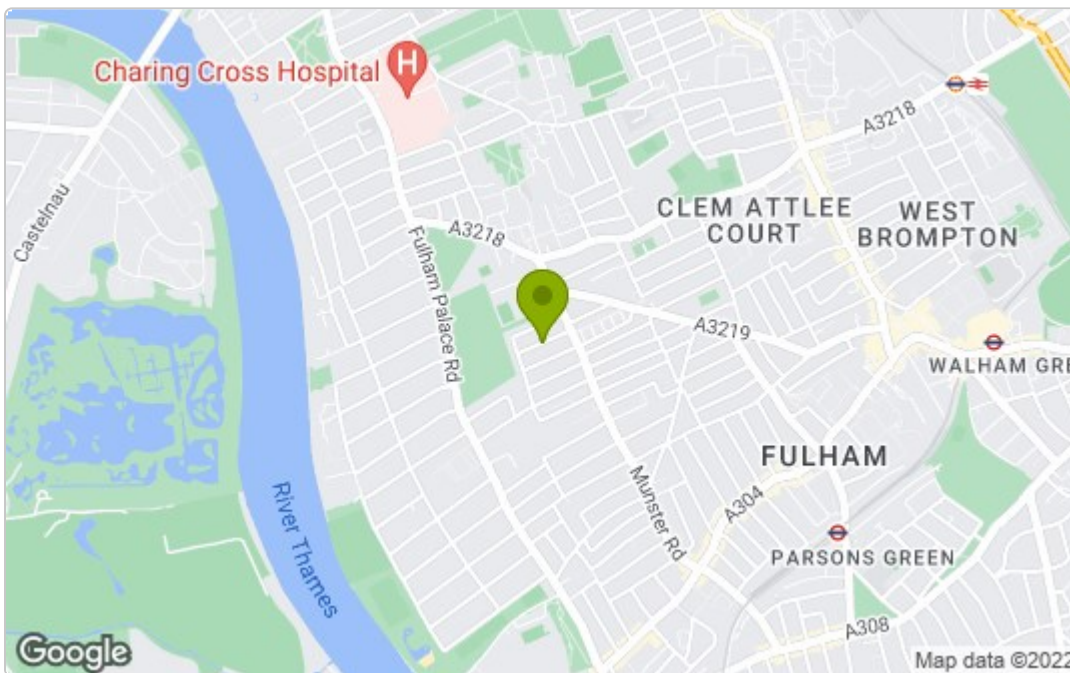 Charing Cross Hospital
H
A3218
Castelnau
CLEM ATTLEE
COURT
WEST
BROMPTON
A3218
Fulham Palace Rd
A3219
WALHAM GRE
FULHAM
Munster Rd
A304
River Thames
PARSONS GREEN
A308
Google
Map data ©2022